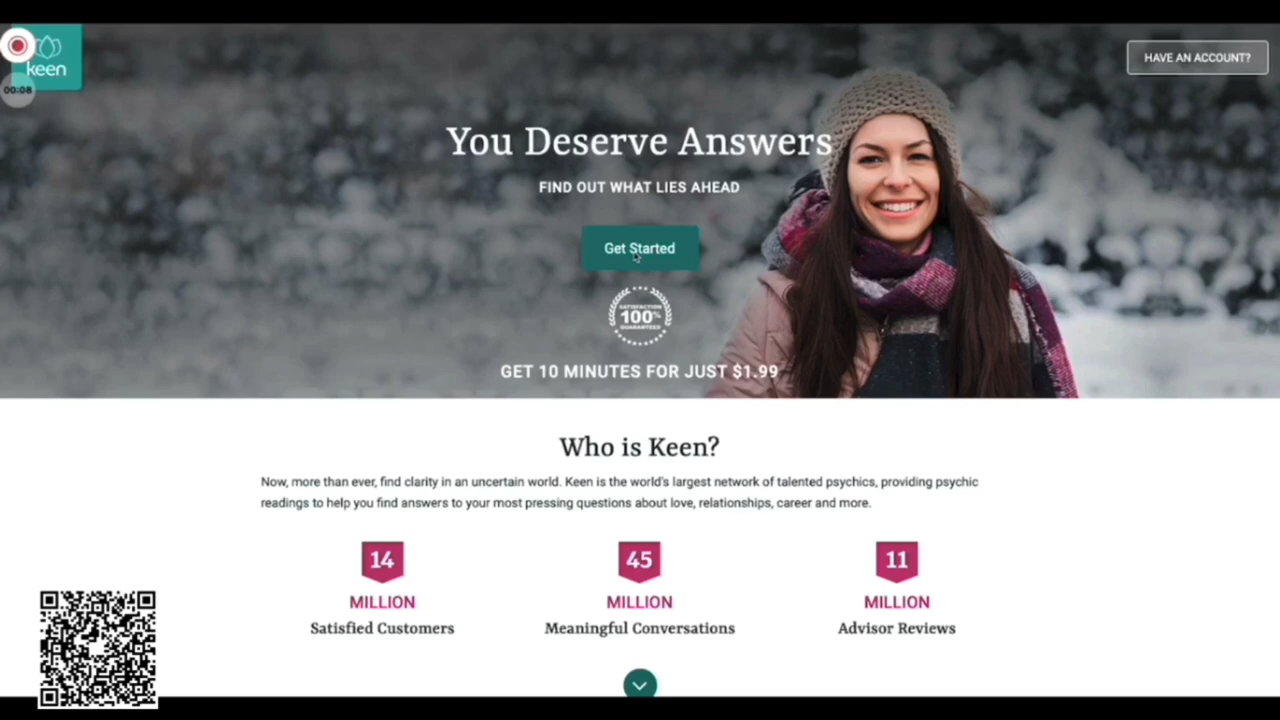 keen
00:08
HAVE AN ACCOUNT?
You Deserve Answers
FIND OUT WHAT LIES AHEAD
Get Started
SATISFACTION
100%
GUARANTEED
GET 10 MINUTES FOR JUST $1.99
Who is Keen?
Now, more than ever, find clarity in an uncertain world. Keen is the world's largest network of talented psychics, providing psychic
readings to help you find answers to your most pressing questions about love, relationships, career and more.
14
MILLION
Satisfied Customers
45
MILLION
Meaningful Conversations
11
MILLION
Advisor Reviews